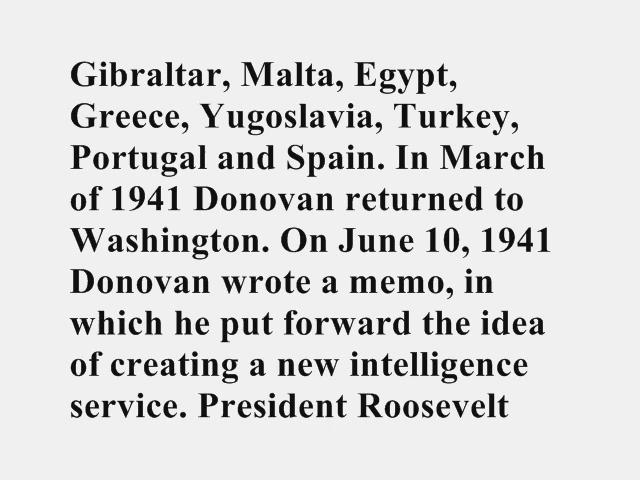 Gibraltar, Malta, Egypt,
Greece, Yugoslavia, Turkey,
Portugal and Spain. In March
of 1941 Donovan returned to
Washington. On June 10, 1941
Donovan wrote a memo, in
which he put forward the idea
of creating a new intelligence
service. President Roosevelt